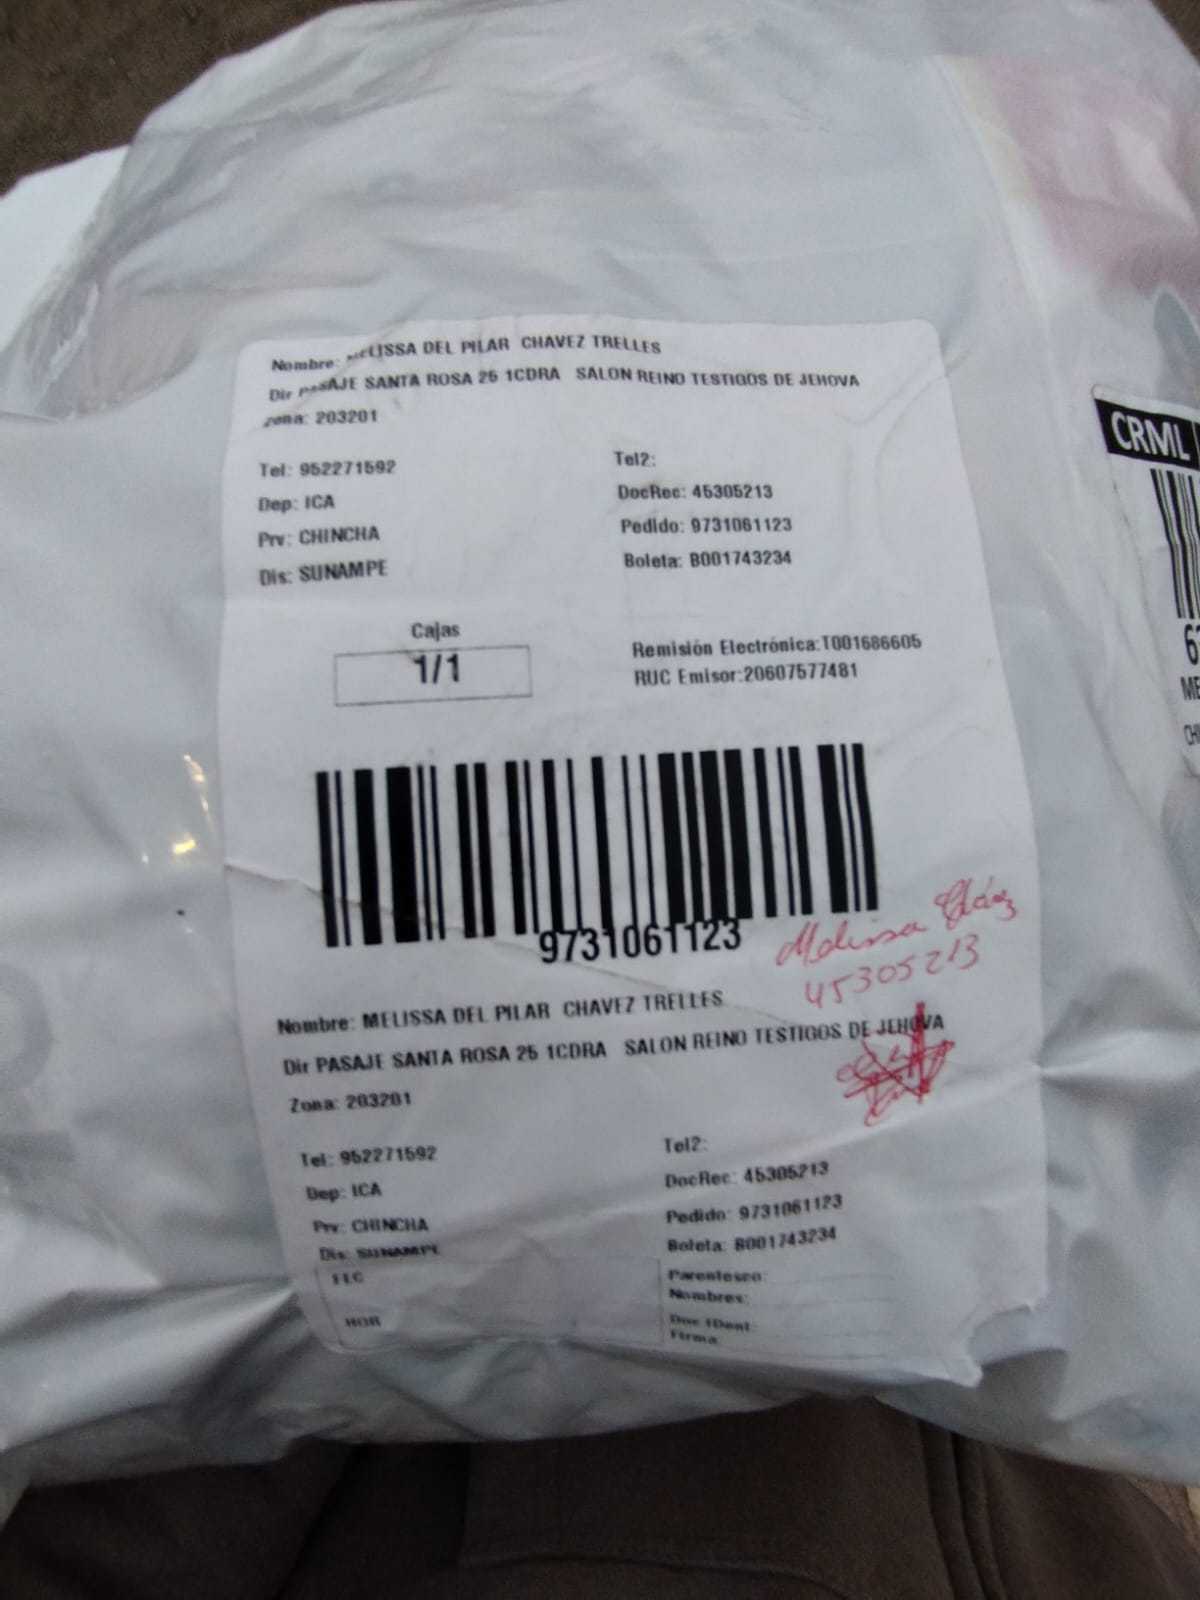 Nombre: MELISSA DEL PILAR CHAVEZ TRELLES
Dir PASAJE SANTA ROSA 25 1CDRA SALON REINO TESTIGOS DE JEHOVA
zona: 203201
Tel: 952271592
Tel2:
Dep: ICA
DocRec: 45305213
Prv: CHINCHA
Pedido: 9731061123
Dis: SUNAMPE
Boleta: B001743234
Cajas
1/1
Remisión Electrónica:T001686605
RUC Emisor:20607577481
9731061123
Melissa Cháez
45305213
Nombre: MELISSA DEL PILAR CHAVEZ TRELLES
Dir PASAJE SANTA ROSA 25 1CDRA SALON REINO TESTIGOS DE JEHOVA
Zona: 203201
Tel: 952271592
Tel2:
Dep: ICA
DocRec: 45305213
Prv: CHINCHA
Pedido: 9731061123
Dis: SUNAMPE
Boleta: B001743234
FEC
Parentesco:
Nombres:
HOR
Doc IDent:
Firma
CRML